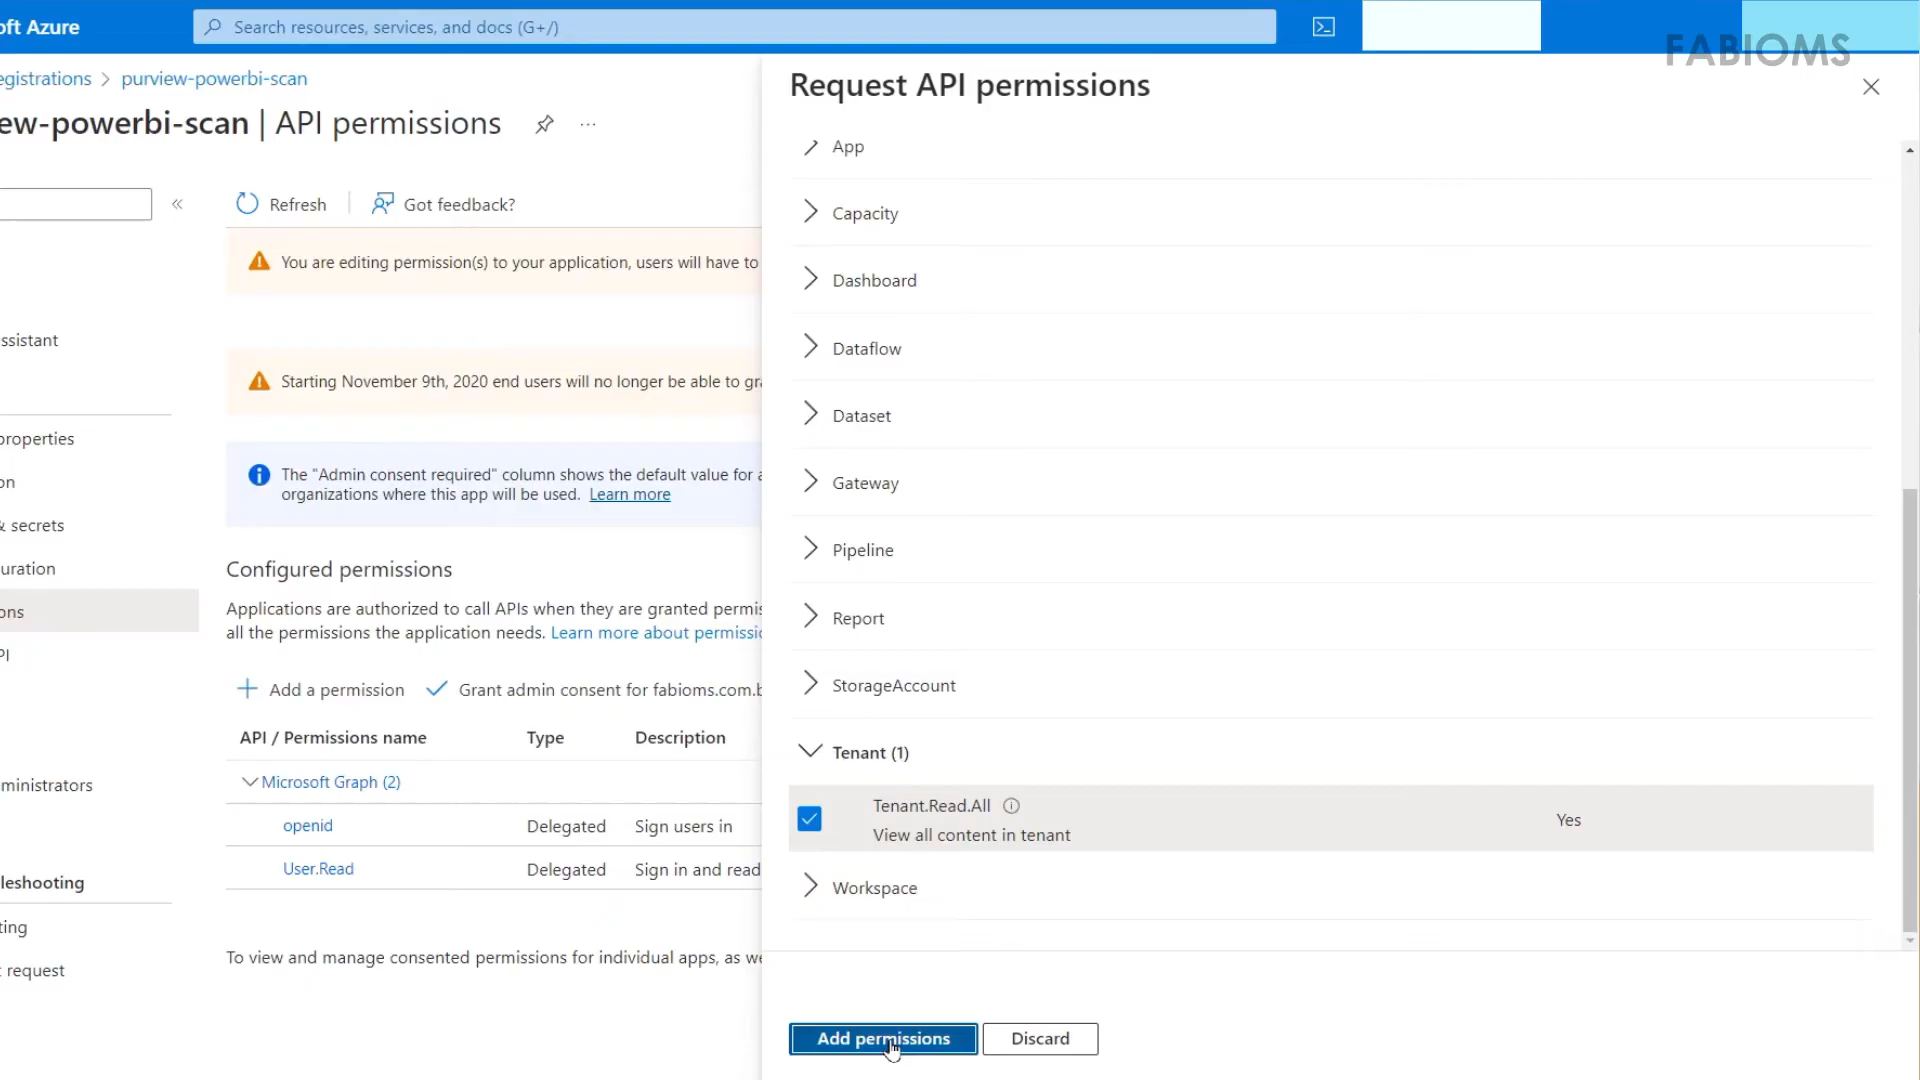 oft Azure
Search resources, services, and docs (G+/)
FABIOMS
egistrations > purview-powerbi-scan
ew-powerbi-scan | API permissions
Refresh
Got feedback?
You are editing permission(s) to your application, users will have to
ssistant
Starting November 9th, 2020 end users will no longer be able to gr
properties
The "Admin consent required" column shows the default value for a
on
organizations where this app will be used. Learn more
& secrets
uration
Configured permissions
ons
Applications are authorized to call APIs when they are granted permis
all the permissions the application needs. Learn more about permissio
PI
Add a permission
Grant admin consent for fabioms.com.b
API / Permissions name
Type
Description
Microsoft Graph (2)
ministrators
openid
Delegated
Sign users in
User.Read
Delegated
Sign in and read
leshooting
ting
To view and manage consented permissions for individual apps, as we
t request
Request API permissions
App
Capacity
Dashboard
Dataflow
Dataset
Gateway
Pipeline
Report
StorageAccount
Tenant (1)
Tenant.Read.All
View all content in tenant
Yes
Workspace
Add permissions
Discard